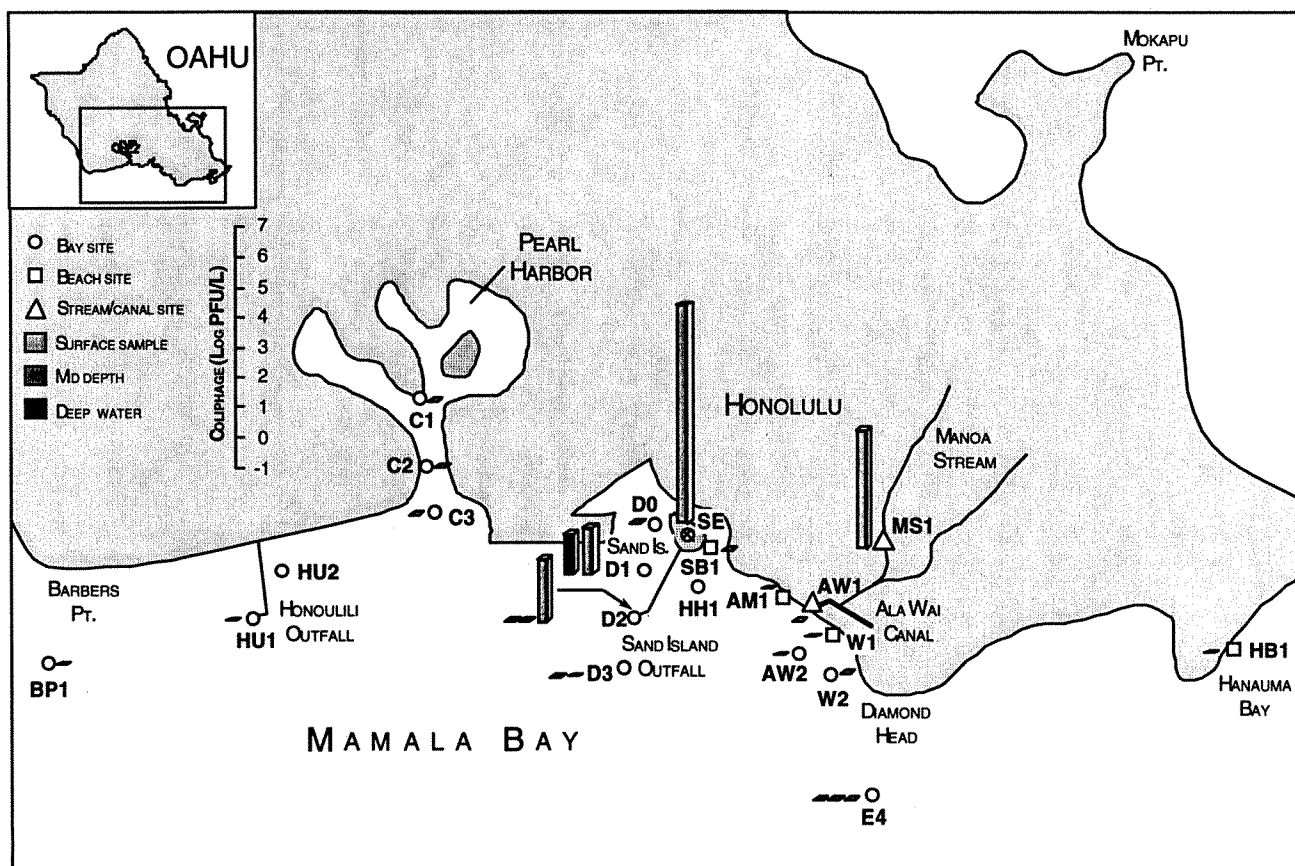 OAHU
MOKAPU
PT.
7
6
5
4
3
2
1
0
-1
COLIPHAGE (LOG PFU/L)
BAY SITE
BEACH SITE
STREAM/CANAL SITE
SURFACE SAMPLE
MID DEPTH
DEEP WATER
PEARL
HARBOR
C1
C2
C3
HONOLULU
MANOA
STREAM
MS1
D0
SE
SAND IS.
D1
SB1
HH1
AM1
AW1
ALA WAI
CANAL
W1
AW2
W2
HB1
HANAUMA
BAY
BARBERS
PT.
HU2
HU1
HONOULILI
OUTFALL
BP1
D2
SAND ISLAND
OUTFALL
D3
DIAMOND
HEAD
MAMALA BAY
E4